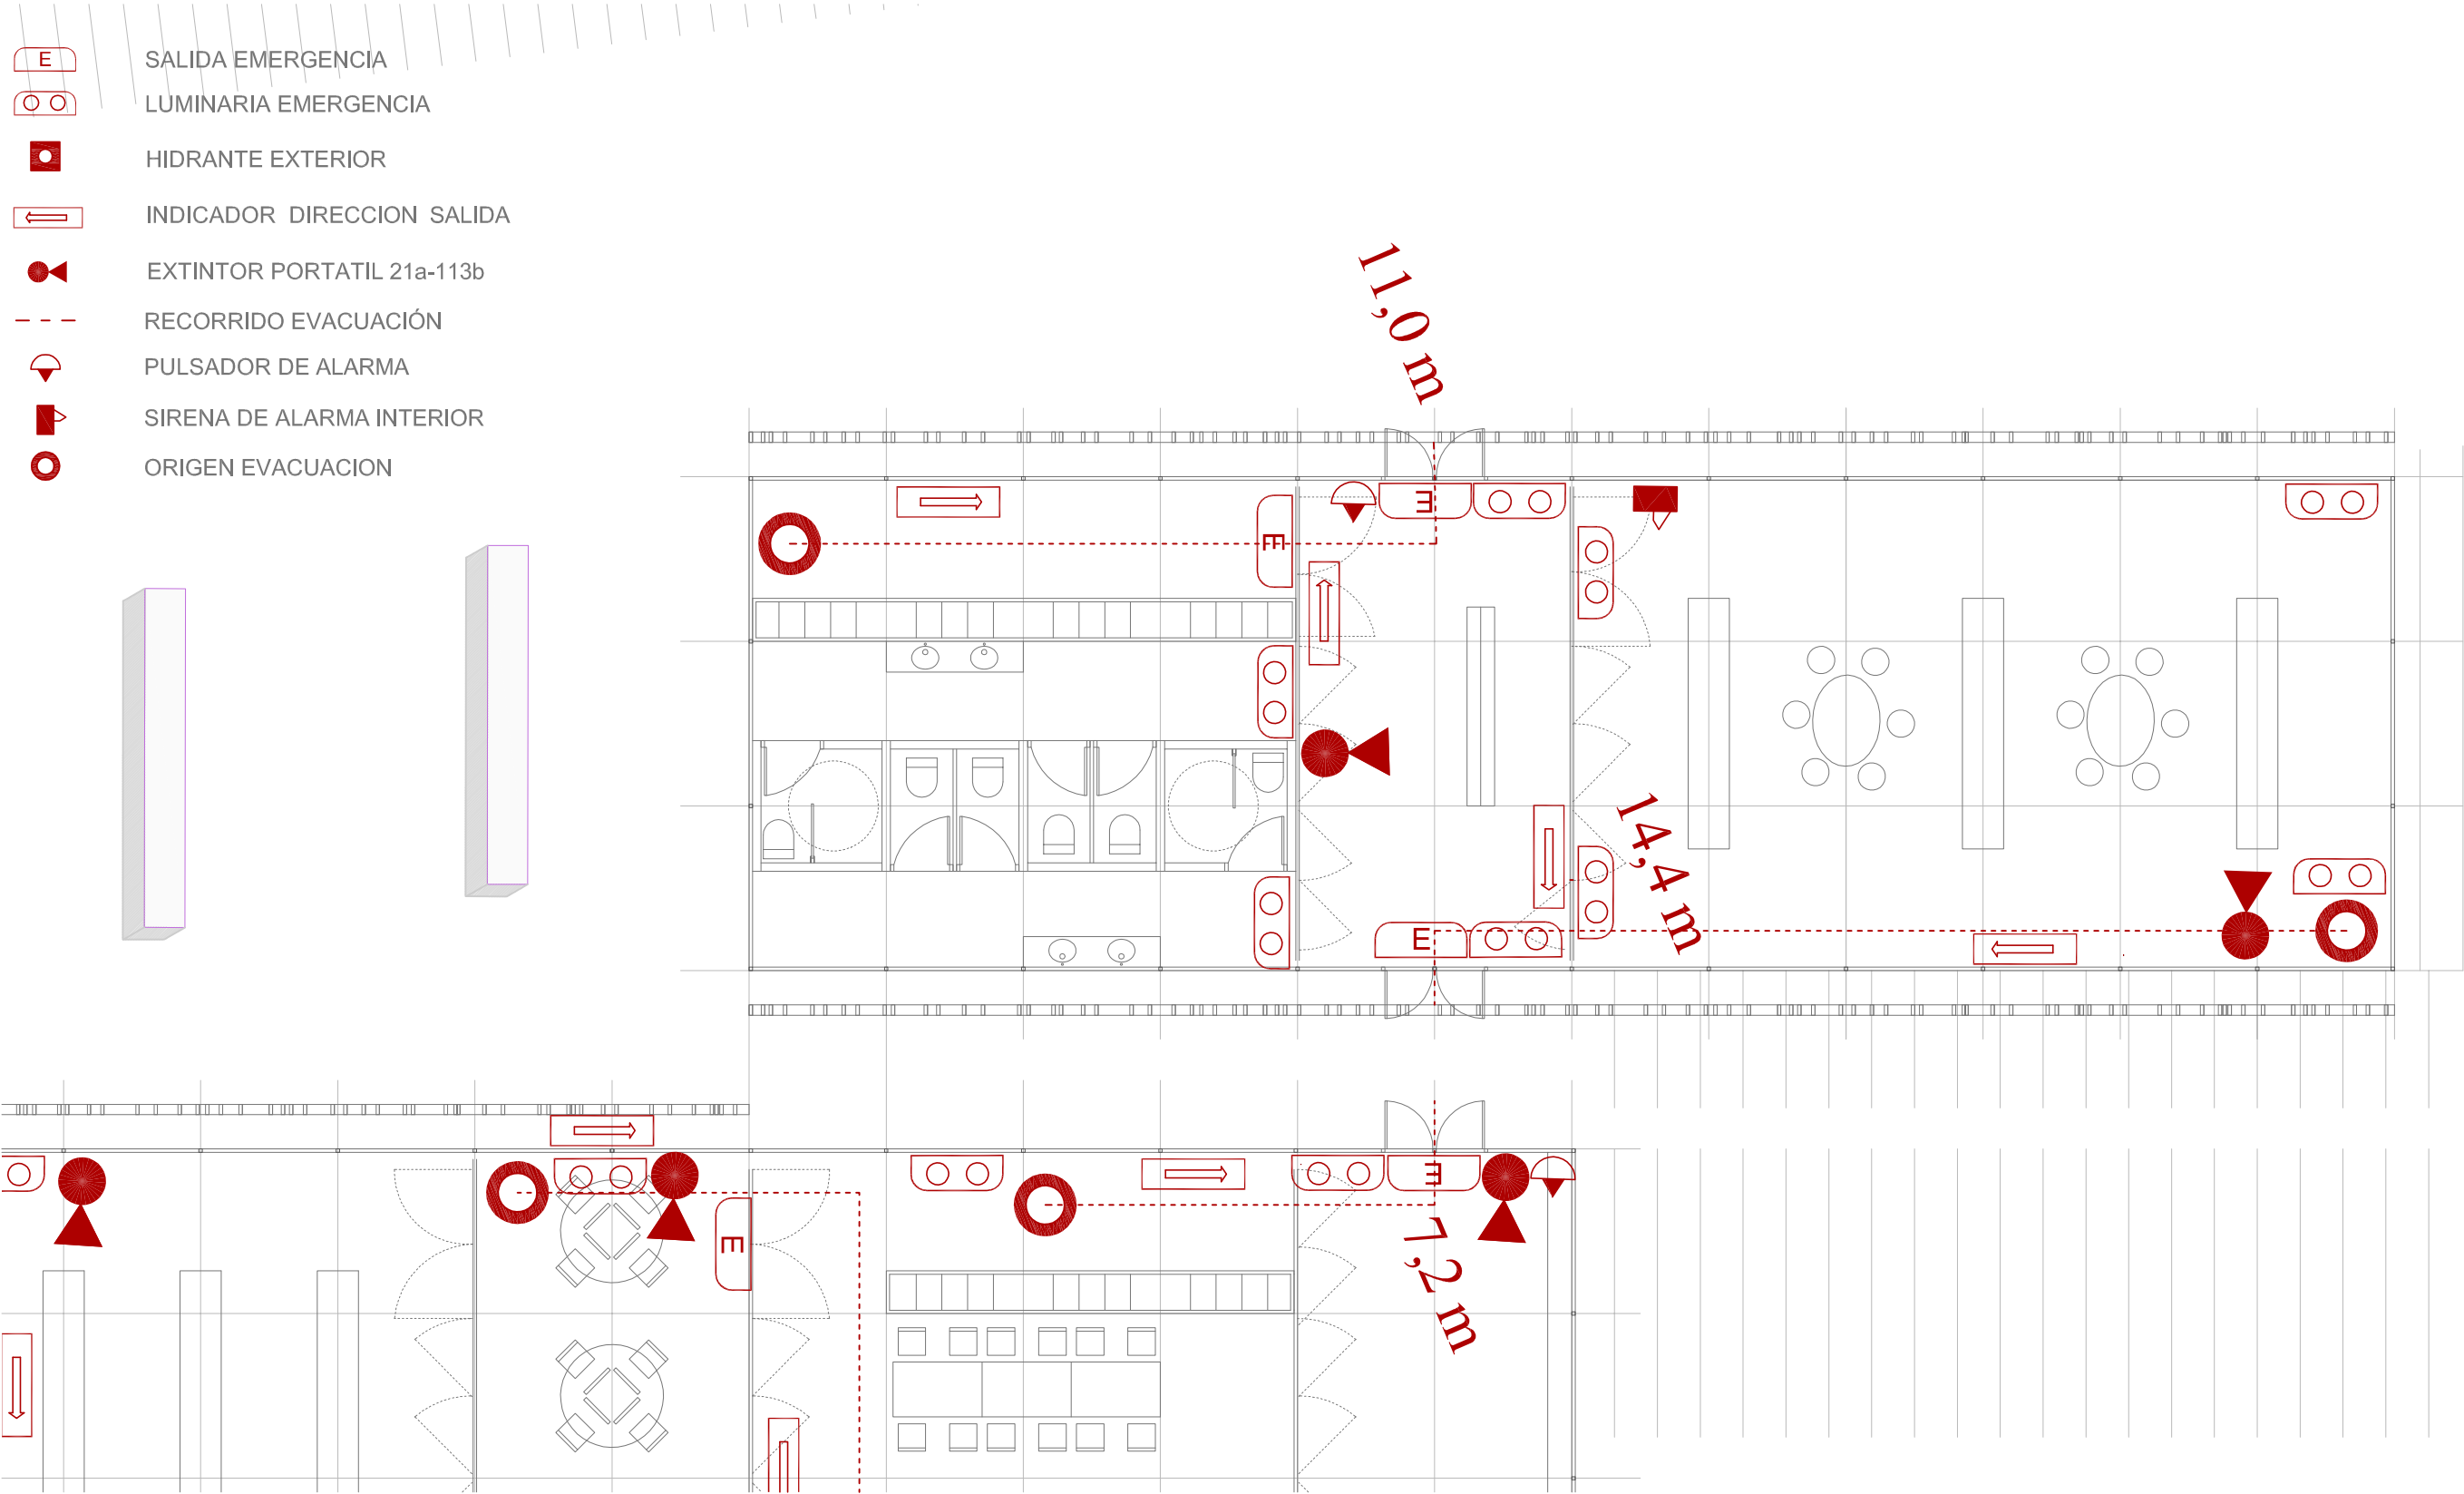 E SALIDA EMERGENCIA
LUMINARIA EMERGENCIA
HIDRANTE EXTERIOR
INDICADOR DIRECCION SALIDA
EXTINTOR PORTATIL 21a-113b
RECORRIDO EVACUACIÓN
PULSADOR DE ALARMA
SIRENA DE ALARMA INTERIOR
ORIGEN EVACUACION
11,0 m
E
E
14,4 m
E
E
E
7,2 m